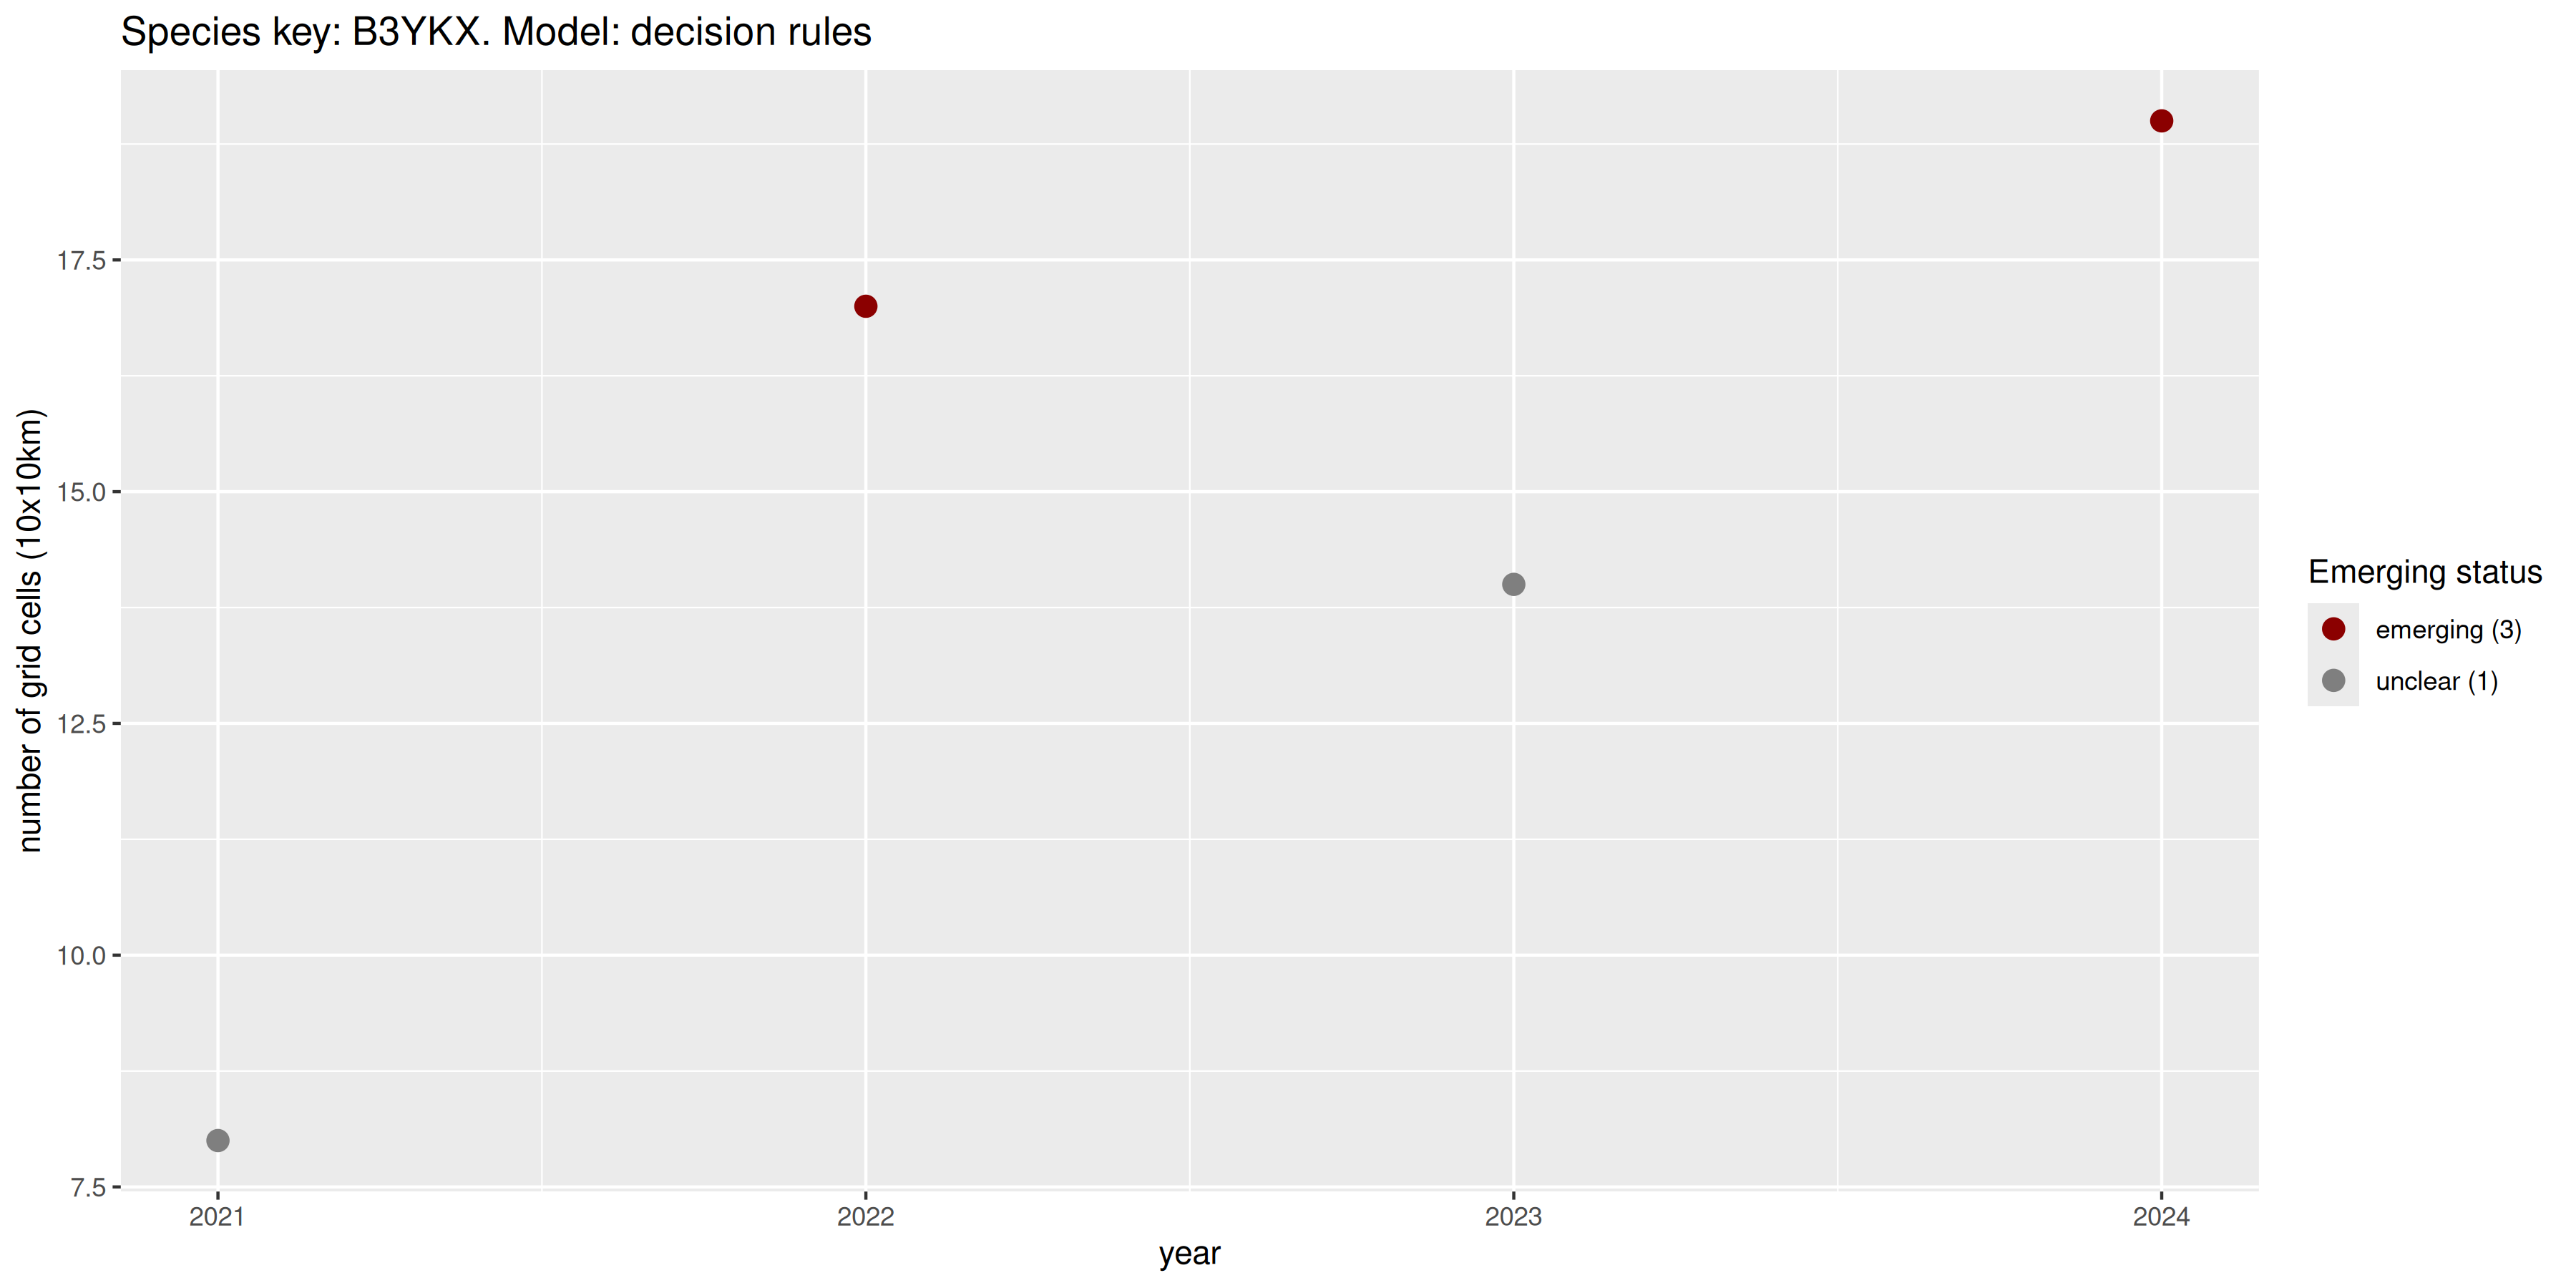 Species key: B3YKX. Model: decision rules
number of grid cells (10x10km)
17.5
15.0
12.5
10.0
7.5
2021
2022
2023
2024
year
Emerging status
emerging (3)
unclear (1)